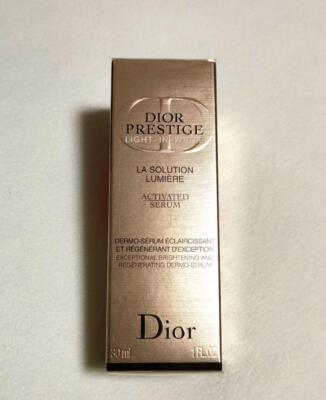 DIOR
PRESTIGE
LIGHT-IN-WHITE
LA SOLUTION
LUMIÈRE
ACTIVATED
SERUM
DERMO-SÉRUM ÉCLAIRCISSANT
ET RÉGÉNÉRANT D'EXCEPTION
EXCEPTIONAL BRIGHTENING AND
REGENERATING DERMO-SERUM
Dior
30 ml 1 FL.OZ